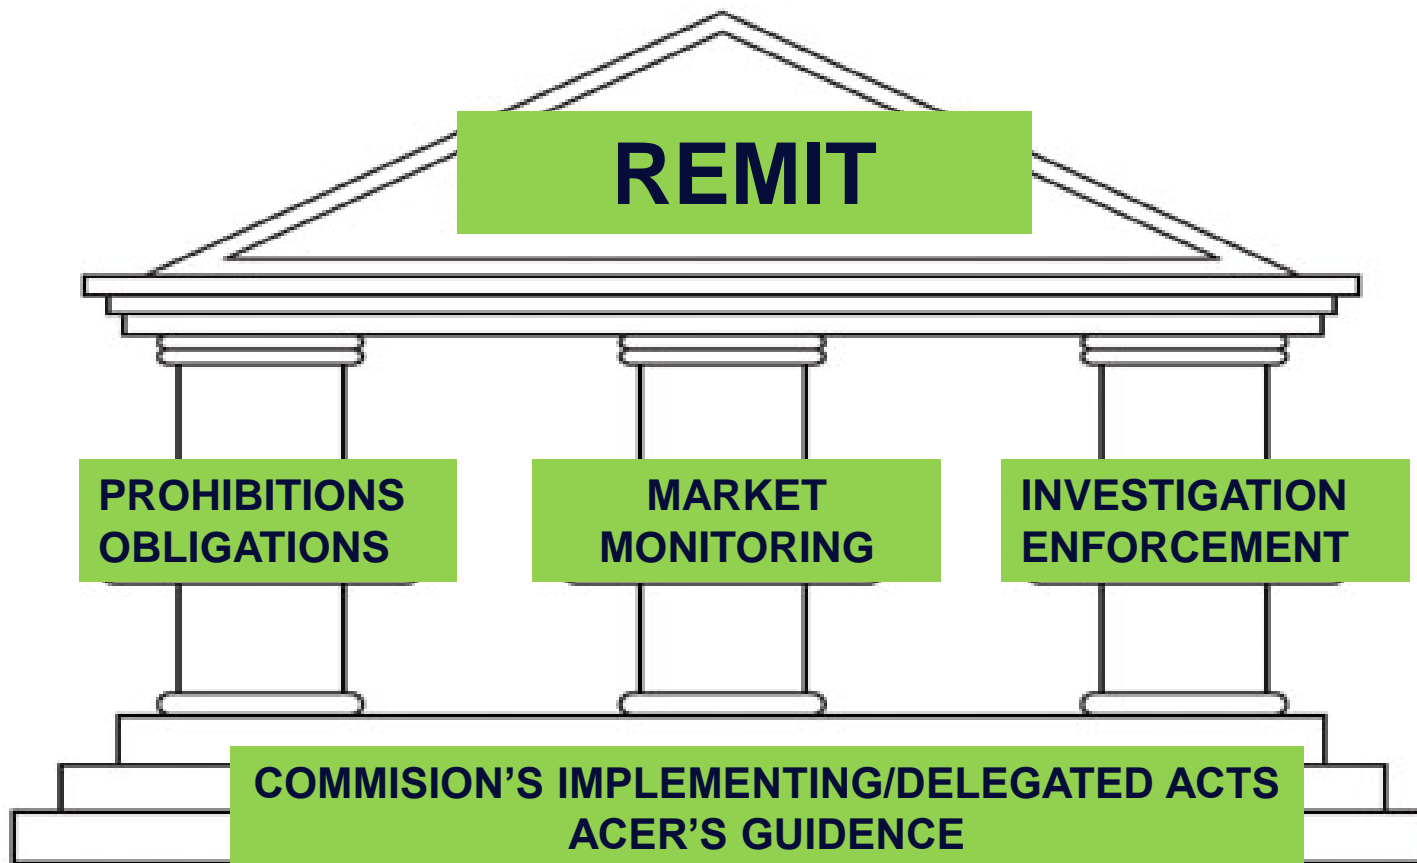 REMIT
PROHIBITIONS
OBLIGATIONS
MARKET
MONITORING
INVESTIGATION
ENFORCEMENT
COMMISION’S IMPLEMENTING/DELEGATED ACTS
ACER’S GUIDENCE